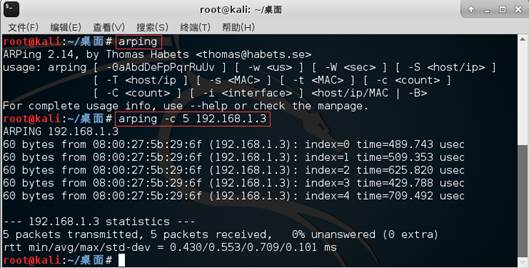 root@kali: ~/桌面
文件(F) 编辑(E) 查看(V) 搜索(S) 终端(T) 帮助(H)
root@kali:~/桌面# arping
ARPing 2.14, by Thomas Habets <thomas@habets.se>
usage: arping [ -0aAbdDeFpPqrRuUv ] [ -w <us> ] [ -W <sec> ] [ -S <host/ip> ]
[ -T <host/ip ] [ -s <MAC> ] [ -t <MAC> ] [ -c <count> ]
[ -C <count> ] [ -i <interface> ] <host/ip/MAC | -B>
For complete usage info, use --help or check the manpage.
root@kali:~/桌面# arping -c 5 192.168.1.3
ARPING 192.168.1.3
60 bytes from 08:00:27:5b:29:6f (192.168.1.3): index=0 time=489.743 usec
60 bytes from 08:00:27:5b:29:6f (192.168.1.3): index=1 time=509.353 usec
60 bytes from 08:00:27:5b:29:6f (192.168.1.3): index=2 time=625.820 usec
60 bytes from 08:00:27:5b:29:6f (192.168.1.3): index=3 time=429.788 usec
60 bytes from 08:00:27:5b:29:6f (192.168.1.3): index=4 time=709.492 usec
--- 192.168.1.3 statistics ---
5 packets transmitted, 5 packets received,   0% unanswered (0 extra)
rtt min/avg/max/std-dev = 0.430/0.553/0.709/0.101 ms
root@kali:~/桌面#